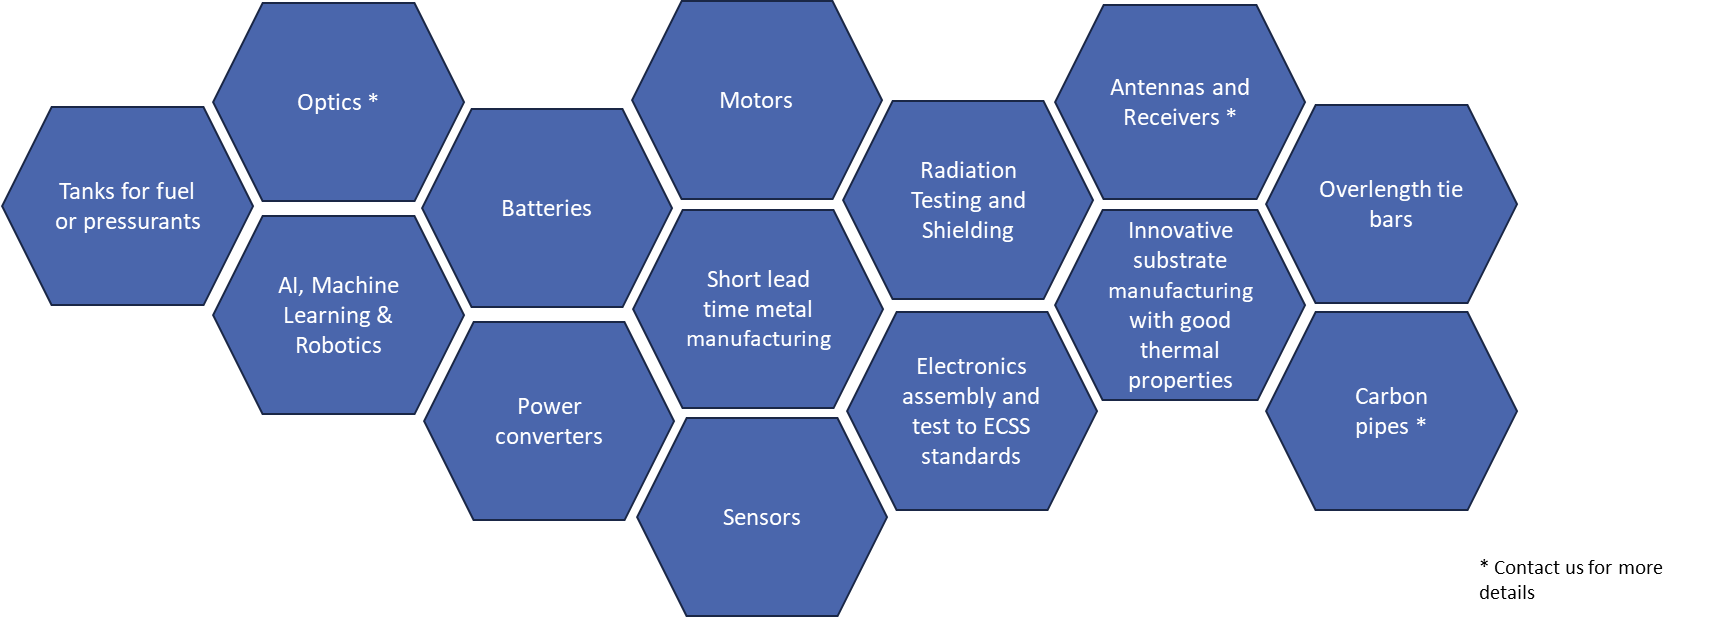 Tanks for fuel
or pressurants
Optics *
AI, Machine
Learning &
Robotics
Batteries
Power
converters
Motors
Short lead
time metal
manufacturing
Sensors
Radiation
Testing and
Shielding
Electronics
assembly and
test to ECSS
standards
Antennas and
Receivers *
Innovative
substrate
manufacturing
with good
thermal
properties
Overlength tie
bars
Carbon
pipes *
* Contact us for more
details